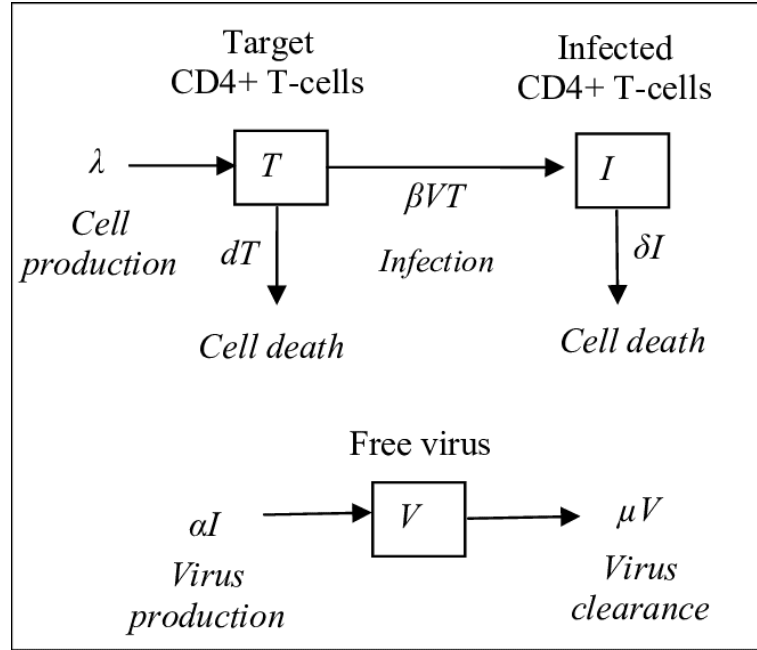 Target
CD4+ T-cells
Infected
CD4+ T-cells
λ
T
βVT
I
Cell
production
dT
Infection
δI
Cell death
Cell death
Free virus
αI
V
μV
Virus
production
Virus
clearance